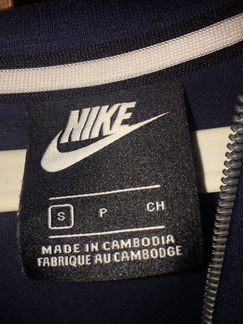 NIKE
S P CH
MADE IN CAMBODIA
FABRIQUE AU CAMBODGE